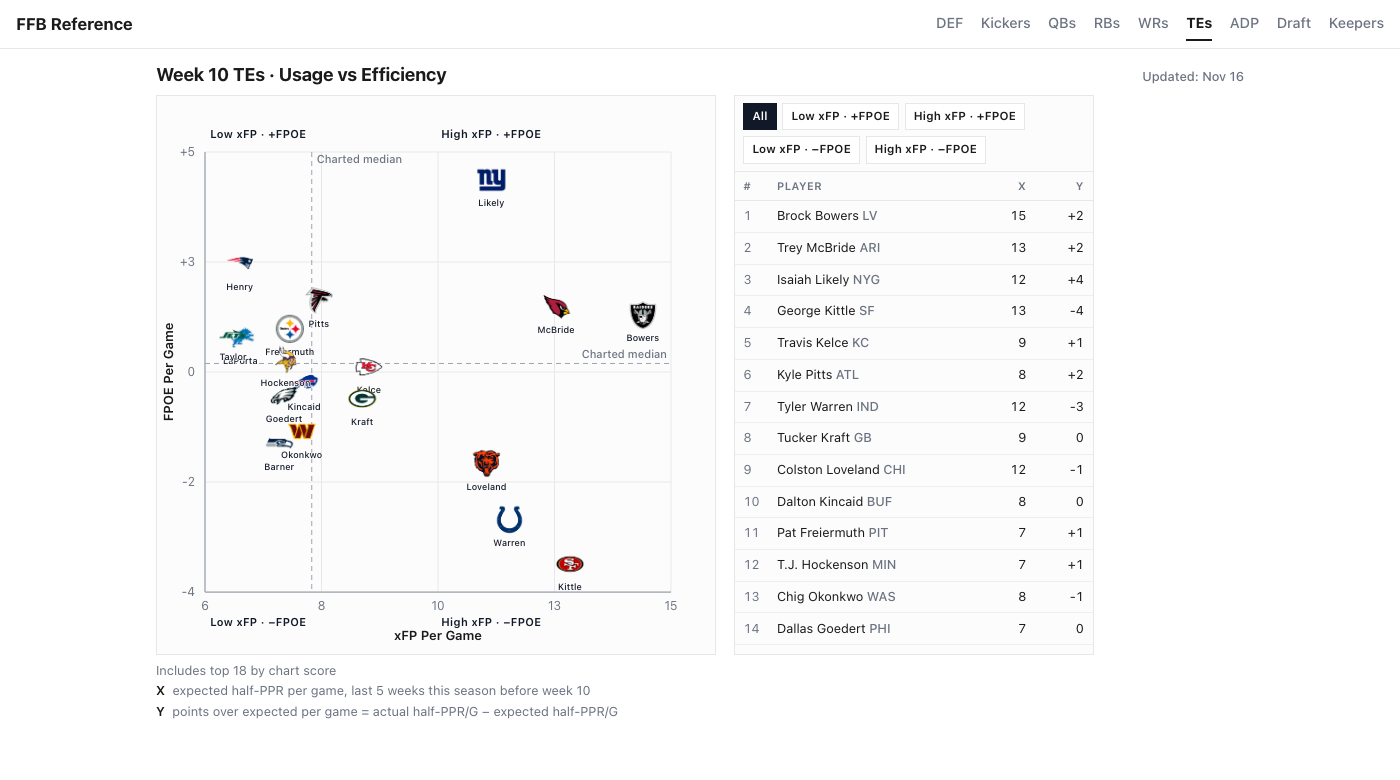 FFB Reference
DEF Kickers QBs RBs WRs TEs ADP Draft Keepers
Week 10 TEs · Usage vs Efficiency
Updated: Nov 16
Low xFP · +FPOE High xFP · +FPOE
+5
Charted median
ny
Likely
+3
Henry
Pitts
McBride
RAIDERS
Bowers
JETS
Steelers
Freiermuth
Taylor
LaPorta
Charted median
0
Hockenson
KC
Kelce
Kincaid
G
Goedert
Kraft
W
Okonkwo
Barner
-2
Loveland
Warren
SF
Kittle
-4
6 8 10 13 15
Low xFP · −FPOE High xFP · −FPOE
xFP Per Game
FPOE Per Game
All Low xFP · +FPOE High xFP · +FPOE
Low xFP · −FPOE High xFP · −FPOE
# PLAYER X Y
1 Brock Bowers LV 15 +2
2 Trey McBride ARI 13 +2
3 Isaiah Likely NYG 12 +4
4 George Kittle SF 13 -4
5 Travis Kelce KC 9 +1
6 Kyle Pitts ATL 8 +2
7 Tyler Warren IND 12 -3
8 Tucker Kraft GB 9 0
9 Colston Loveland CHI 12 -1
10 Dalton Kincaid BUF 8 0
11 Pat Freiermuth PIT 7 +1
12 T.J. Hockenson MIN 7 +1
13 Chig Okonkwo WAS 8 -1
14 Dallas Goedert PHI 7 0
Includes top 18 by chart score
X expected half-PPR per game, last 5 weeks this season before week 10
Y points over expected per game = actual half-PPR/G − expected half-PPR/G